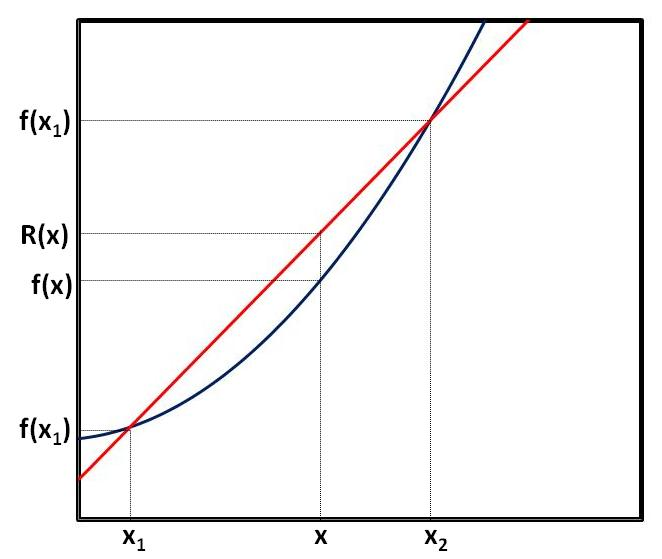 f(x₁)
R(x)
f(x)
f(x₁)
x₁ x x₂